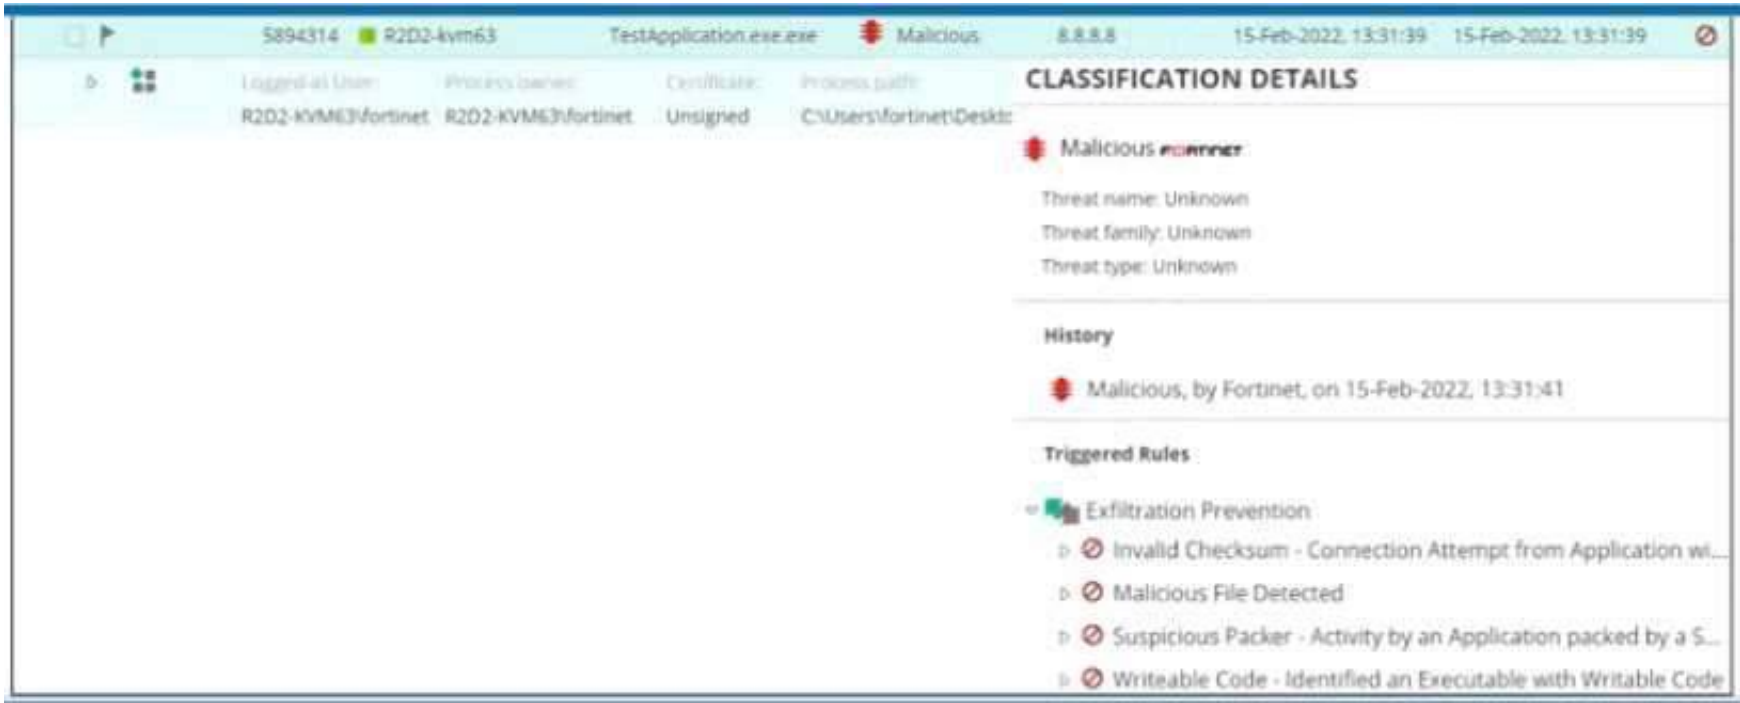 5894314 R2D2-kvm63 TestApplication.exe.exe Malicious 8.8.8.8 15-Feb-2022, 13:31:39 15-Feb-2022, 13:31:39
Logged-in User: Process owner: Certificate: Process path:
R2D2-KVM63\fortinet R2D2-KVM63\fortinet Unsigned C:\Users\fortinet\Deskto
CLASSIFICATION DETAILS
Malicious FORTINET
Threat name: Unknown
Threat family: Unknown
Threat type: Unknown
History
Malicious, by Fortinet, on 15-Feb-2022, 13:31:41
Triggered Rules
Exfiltration Prevention
Invalid Checksum - Connection Attempt from Application wi...
Malicious File Detected
Suspicious Packer - Activity by an Application packed by a S...
Writeable Code - Identified an Executable with Writable Code